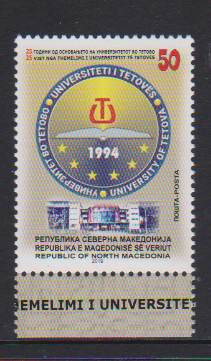 25 ГОДИНИ ОД ОСНОВАЊЕТО НА УНИВЕРЗИТЕТОТ ВО ТЕТОВО
25 VJET NGA THEMELIMI I UNIVERSITETIT TË TETOVËS
50
UNIVERSITETI I TETOVËS
УНИВЕРЗИТЕТ ВО ТЕТОВО
UNIVERSITY OF TETOVA
1994
ПОШТА-POSTA
РЕПУБЛИКА СЕВЕРНА МАКЕДОНИЈА
REPUBLIKA E MAQEDONISË SË VERIUT
REPUBLIC OF NORTH MACEDONIA
2019
EMELIMI I UNIVERSITE